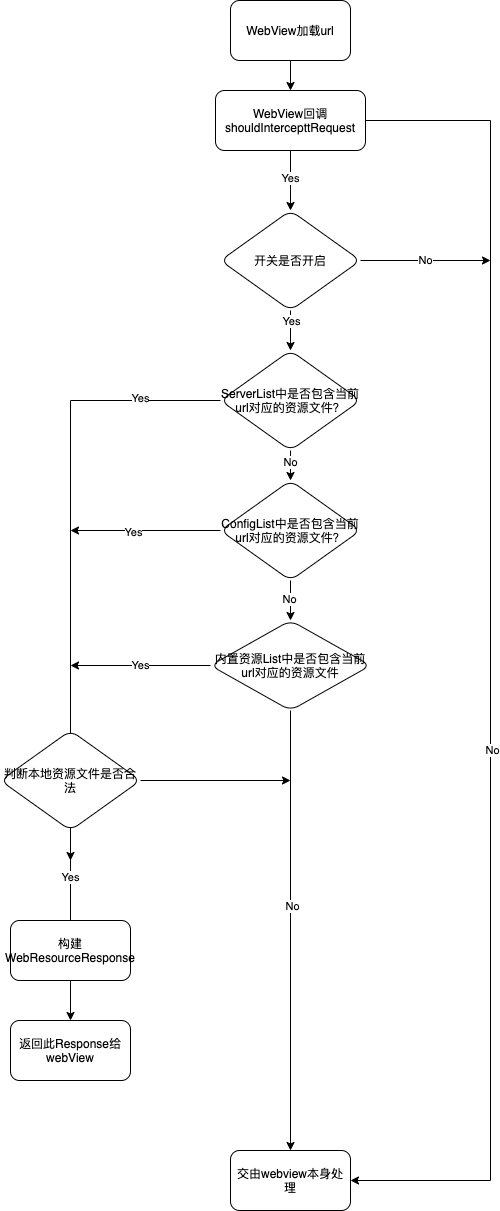 WebView加载url
WebView回调
shouldIntercepttRequest
Yes
开关是否开启
No
Yes
ServerList中是否包含当前
url对应的资源文件?
Yes
No
ConfigList中是否包含当前
url对应的资源文件?
Yes
No
内置资源List中是否包含当前
url对应的资源文件
Yes
No
判断本地资源文件是否合
法
Yes
No
构建
WebResourceResponse
返回此Response给
webView
交由webview本身处
理